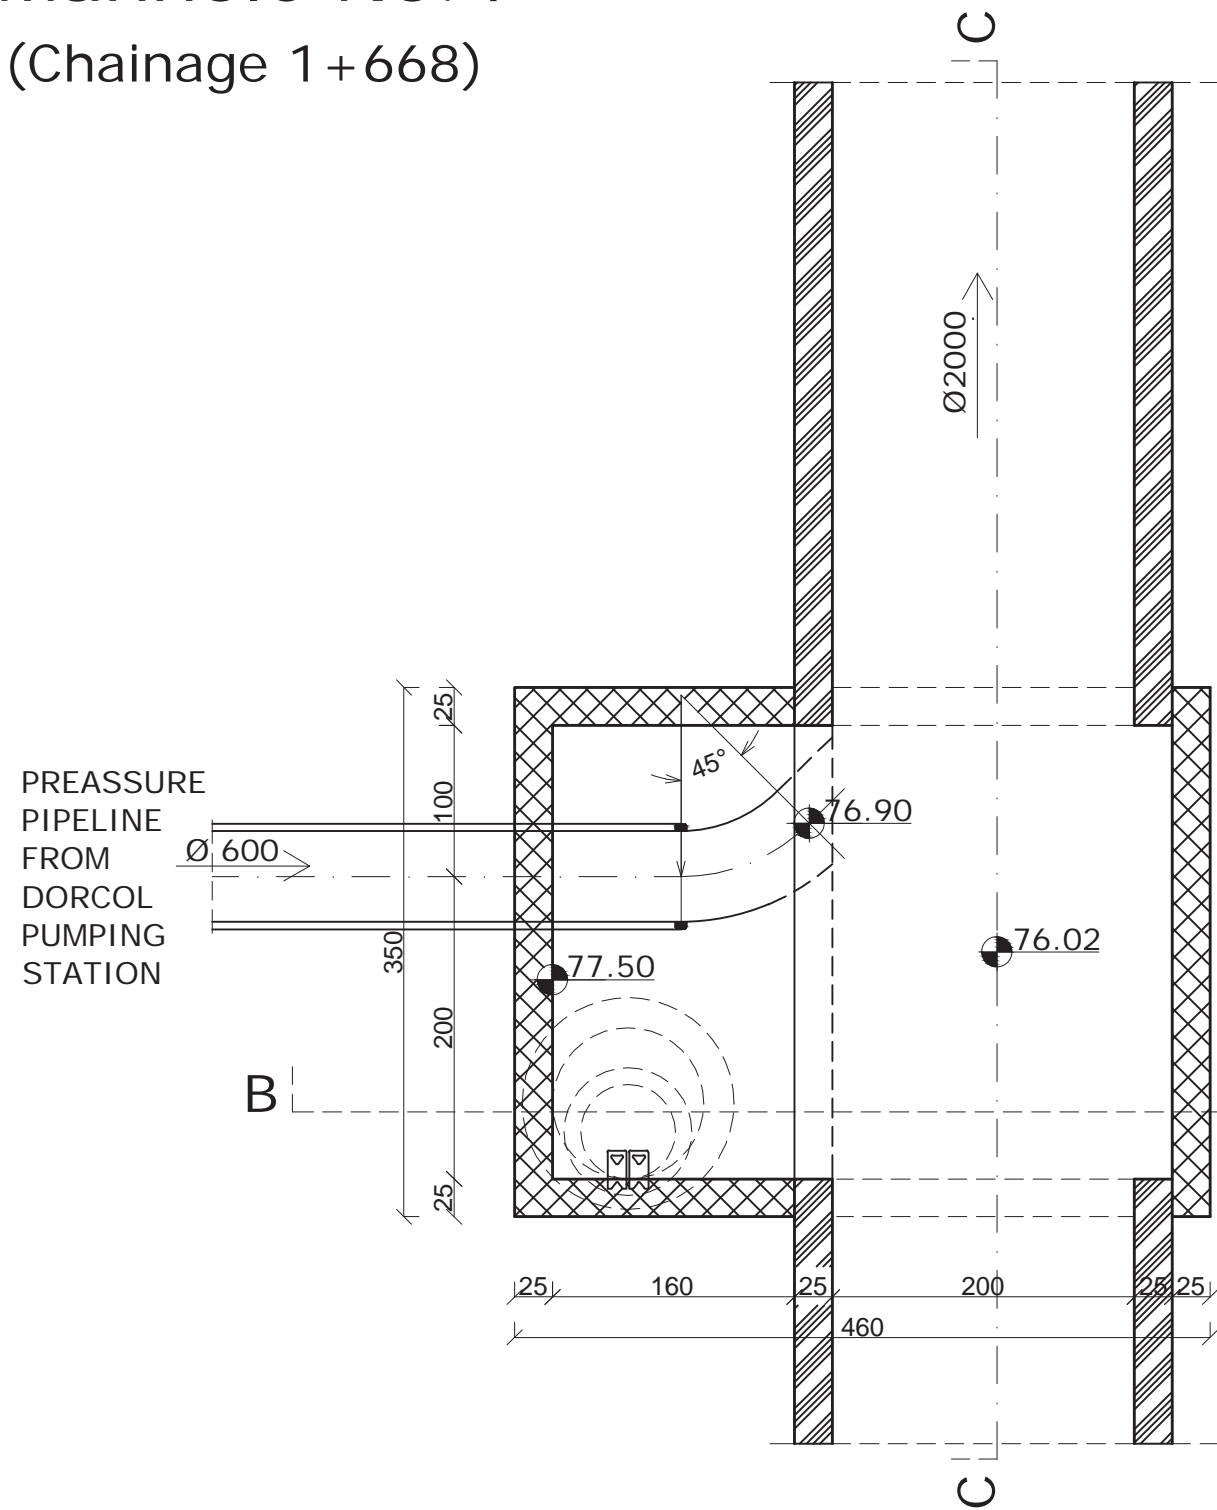 (Chainage 1+668)
C
Ø2000
25
100
45°
PREASSURE
PIPELINE
FROM
DORCOL
PUMPING
STATION
Ø 600
76.90
350
76.02
77.50
200
B
25
25
160
25
200
25
25
460
C